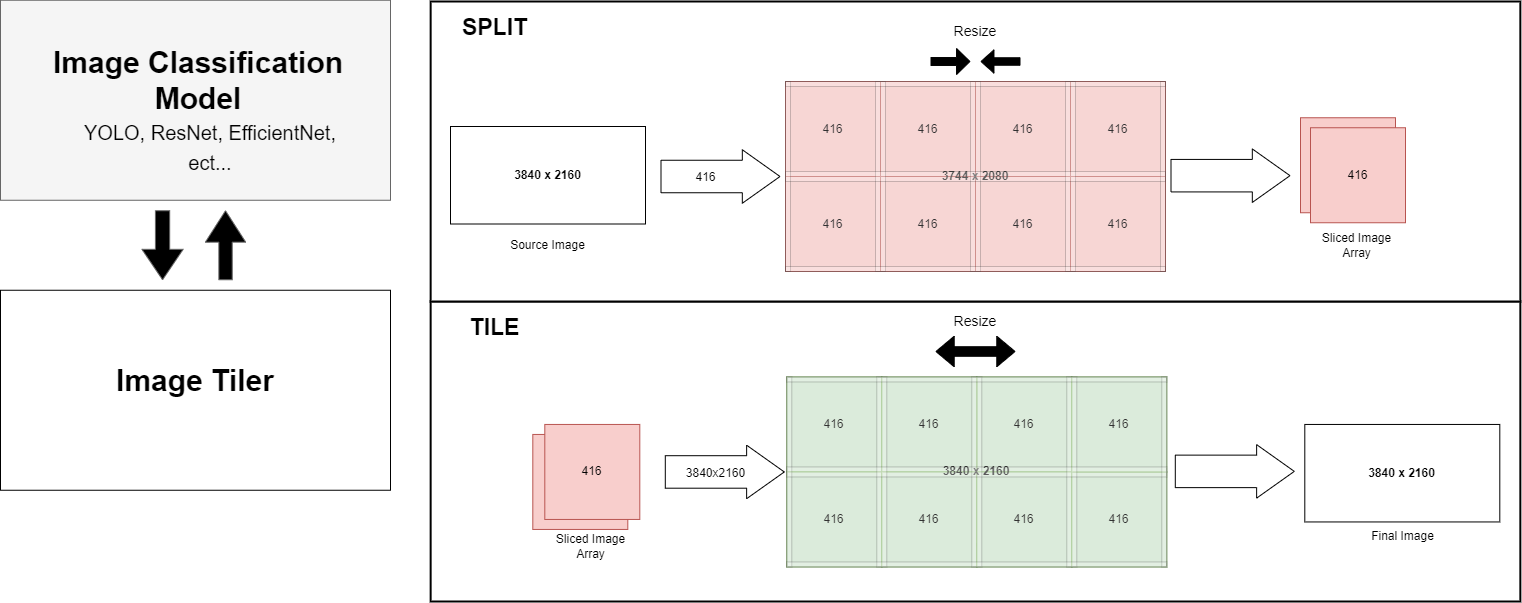 Image Classification
Model
YOLO, ResNet, EfficientNet,
ect...
Image Tiler
SPLIT
Resize
3840 x 2160
Source Image
416
416
416
416
416
3744 x 2080
416
416
416
416
416
Sliced Image
Array
TILE
Resize
416
Sliced Image
Array
3840x2160
416
416
416
416
3840 x 2160
416
416
416
416
3840 x 2160
Final Image